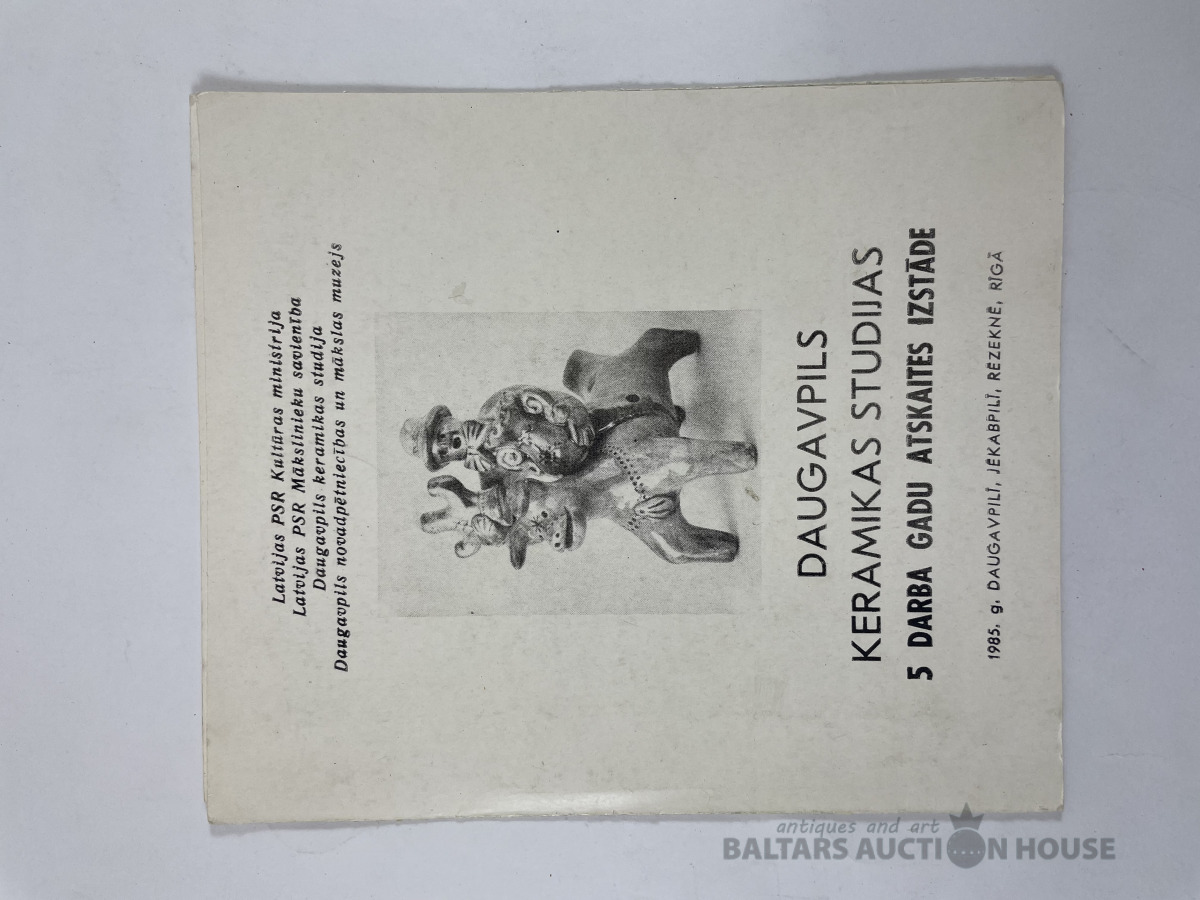 Latvijas PSR Kultūras ministrija
Latvijas PSR Mākslinieku savienība
Daugavpils keramikas studija
Daugavpils novadpētniecības un mākslas muzejs
DAUGAVPILS
KERAMIKAS STUDIJAS
5 DARBA GADU ATSKAITES IZSTĀDE
1985. g. DAUGAVPILĪ, JĒKABPILĪ, RĒZEKNĒ, RĪGĀ
antiques and art
BALTARS AUCTION HOUSE